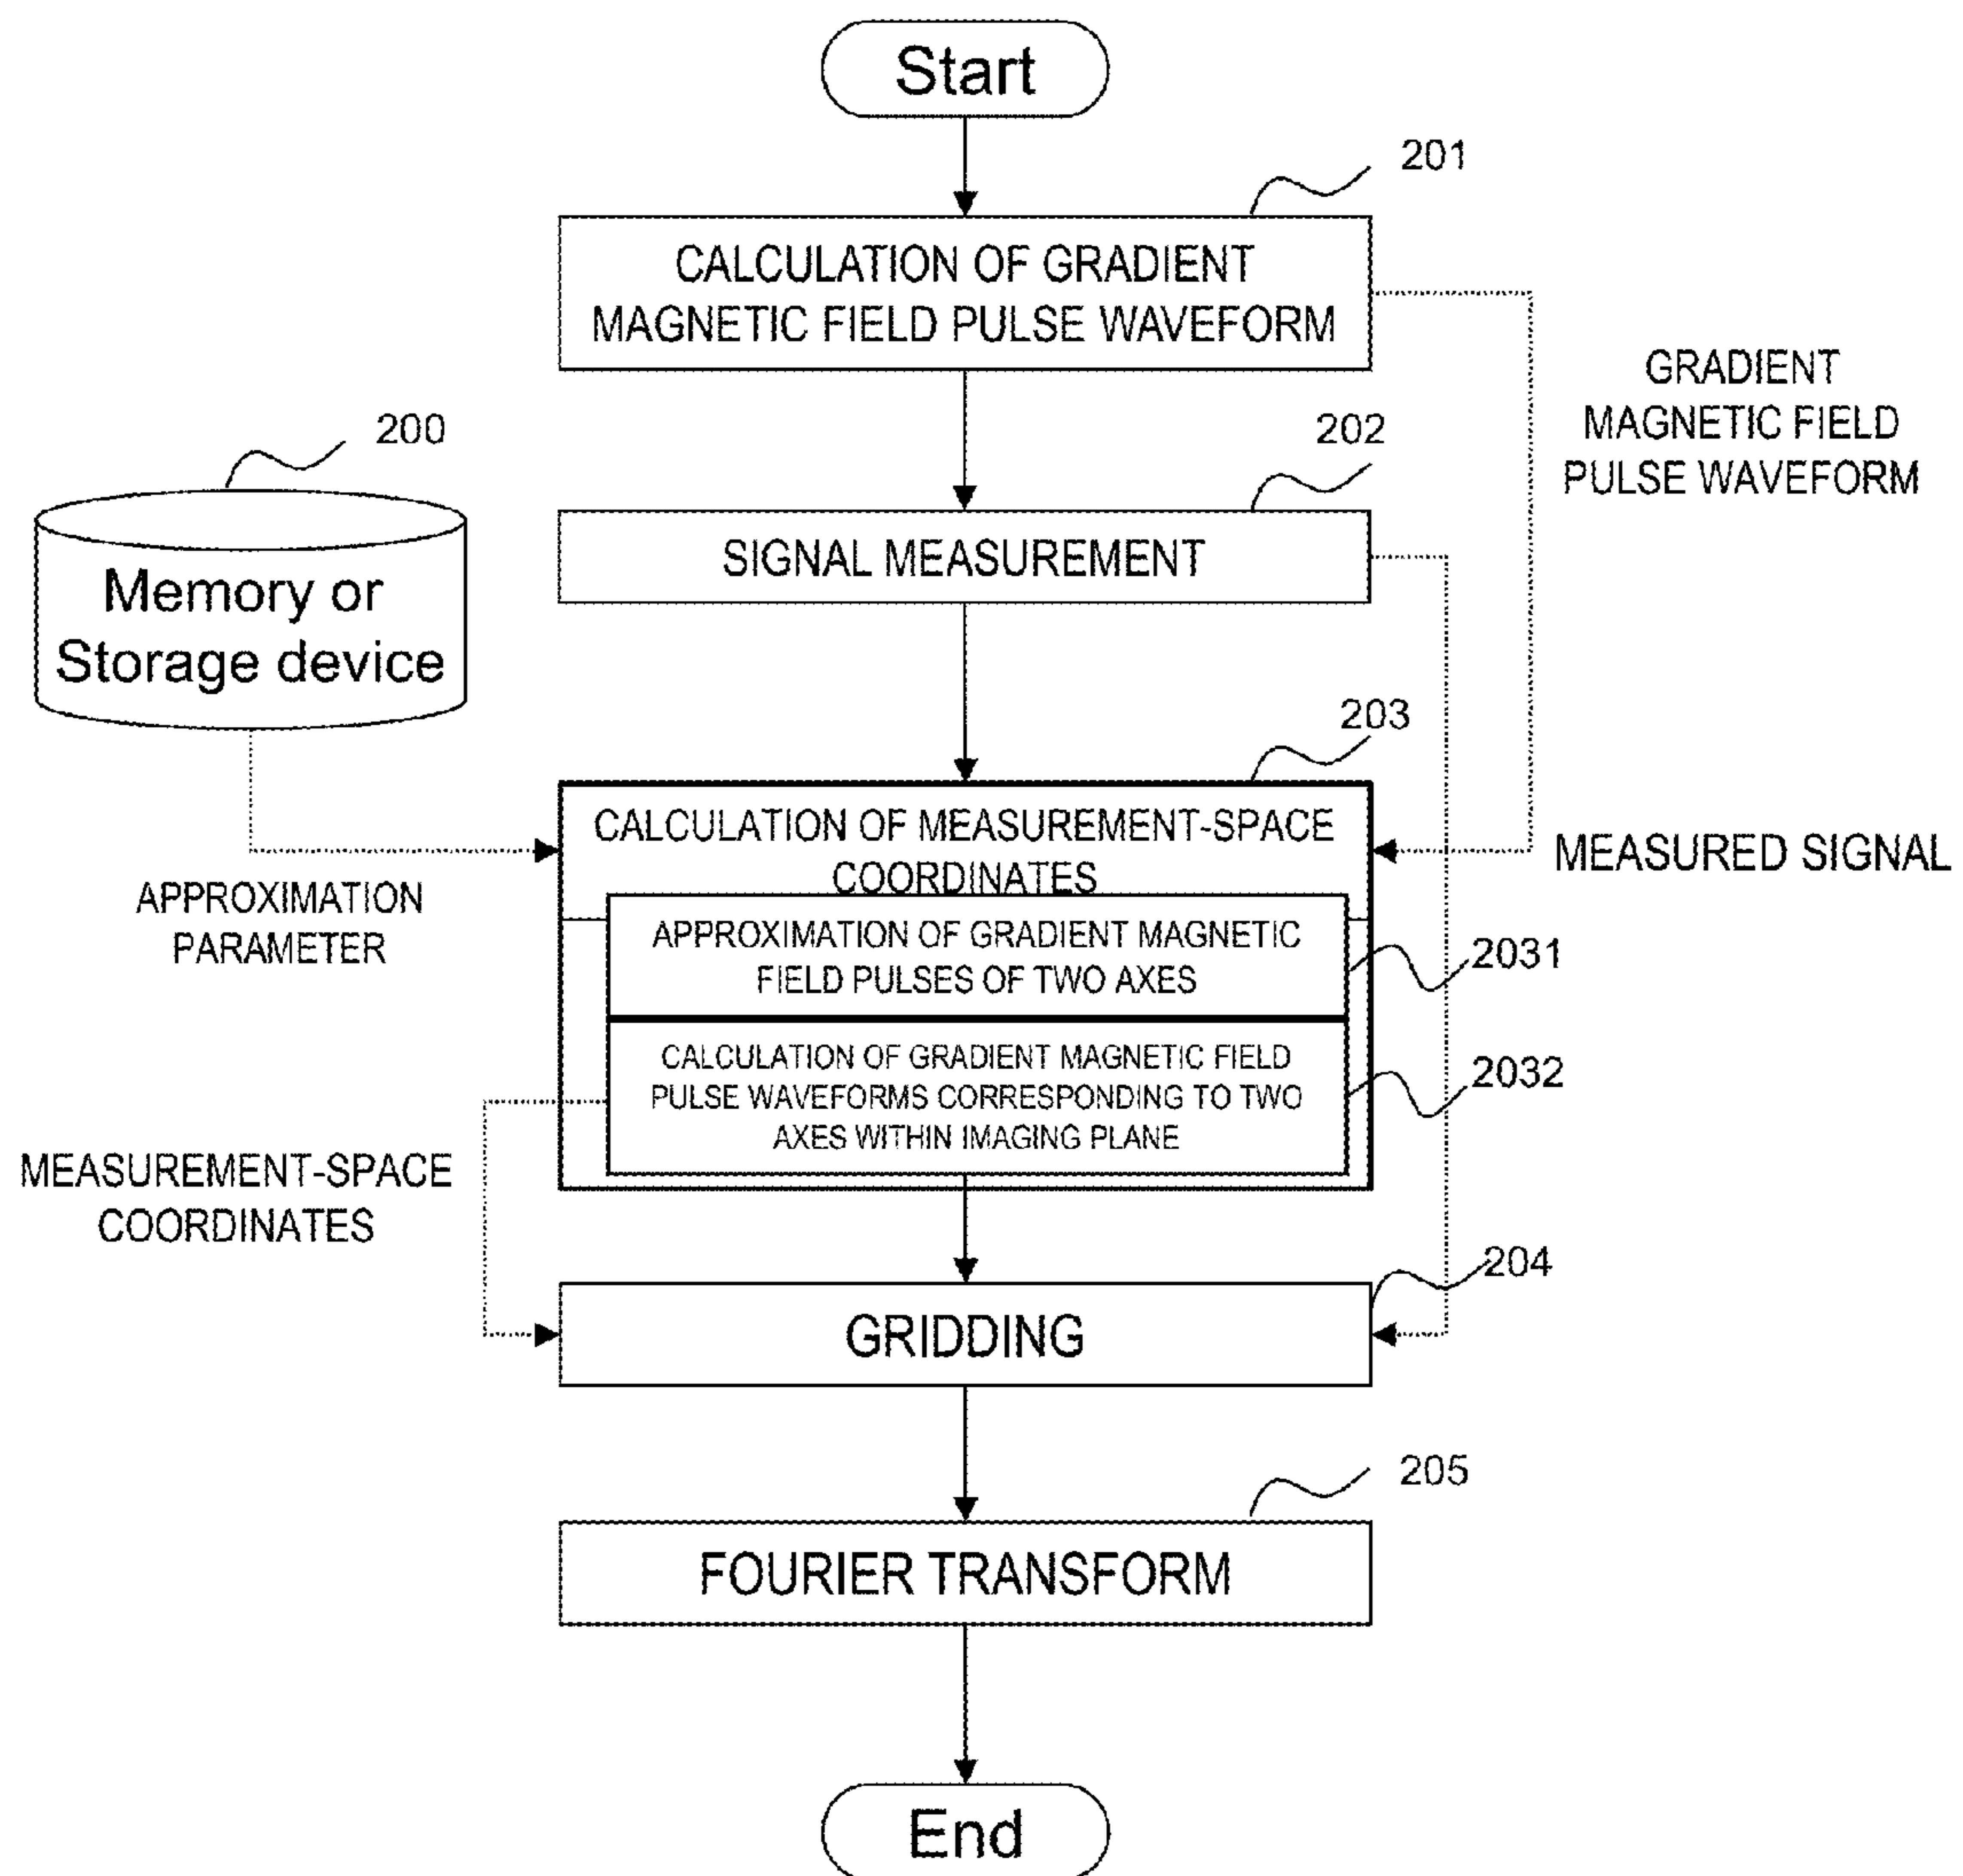 Start
201
CALCULATION OF GRADIENT
MAGNETIC FIELD PULSE WAVEFORM
GRADIENT
MAGNETIC FIELD
PULSE WAVEFORM
200
202
Memory or
Storage device
SIGNAL MEASUREMENT
203
CALCULATION OF MEASUREMENT-SPACE
COORDINATES
MEASURED SIGNAL
APPROXIMATION
PARAMETER
APPROXIMATION OF GRADIENT MAGNETIC
FIELD PULSES OF TWO AXES
2031
CALCULATION OF GRADIENT MAGNETIC FIELD
PULSE WAVEFORMS CORRESPONDING TO TWO
AXES WITHIN IMAGING PLANE
2032
MEASUREMENT-SPACE
COORDINATES
204
GRIDDING
205
FOURIER TRANSFORM
End